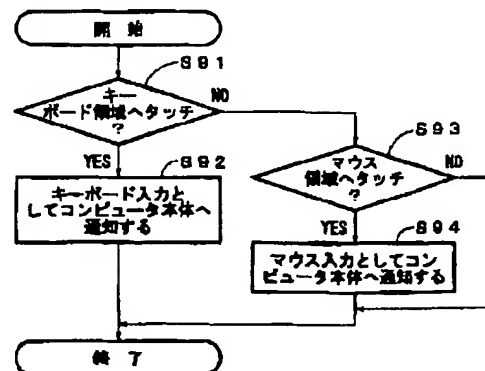 開 始
S91
キー
ボード領域へタッチ
?
NO
YES
S92
キーボード入力と
してコンピュータ本体へ
通知する
S93
マウス
領域へタッチ
?
NO
YES
S94
マウス入力としてコン
ピュータ本体へ通知する
終 了